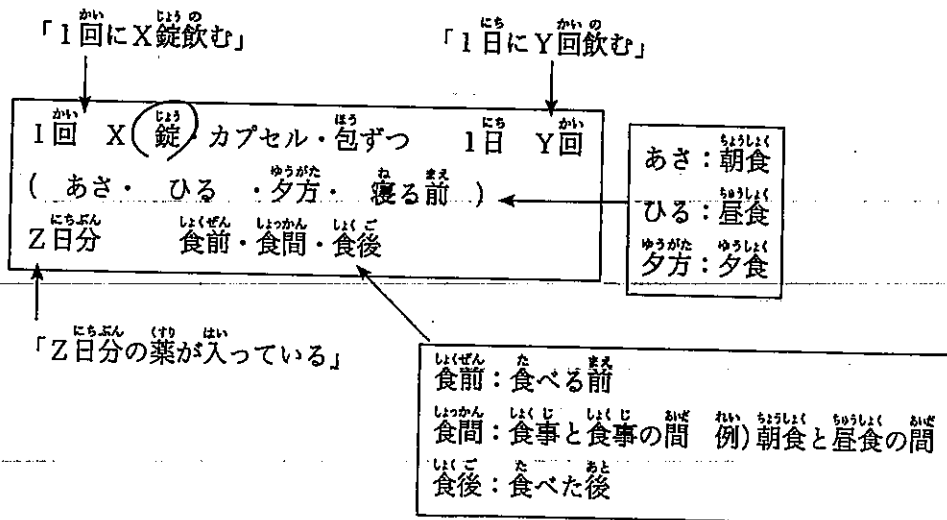 「1回にX錠飲む」 「1日にY回飲む」
1回 X錠・カプセル・包ずつ 1日 Y回
( あさ・ ひる ・夕方・ 寝る前 )
Z日分 食前・食間・食後
あさ:朝食
ひる:昼食
夕方:夕食
「Z日分の薬が入っている」
食前:食べる前
食間:食事と食事の間 例)朝食と昼食の間
食後:食べた後